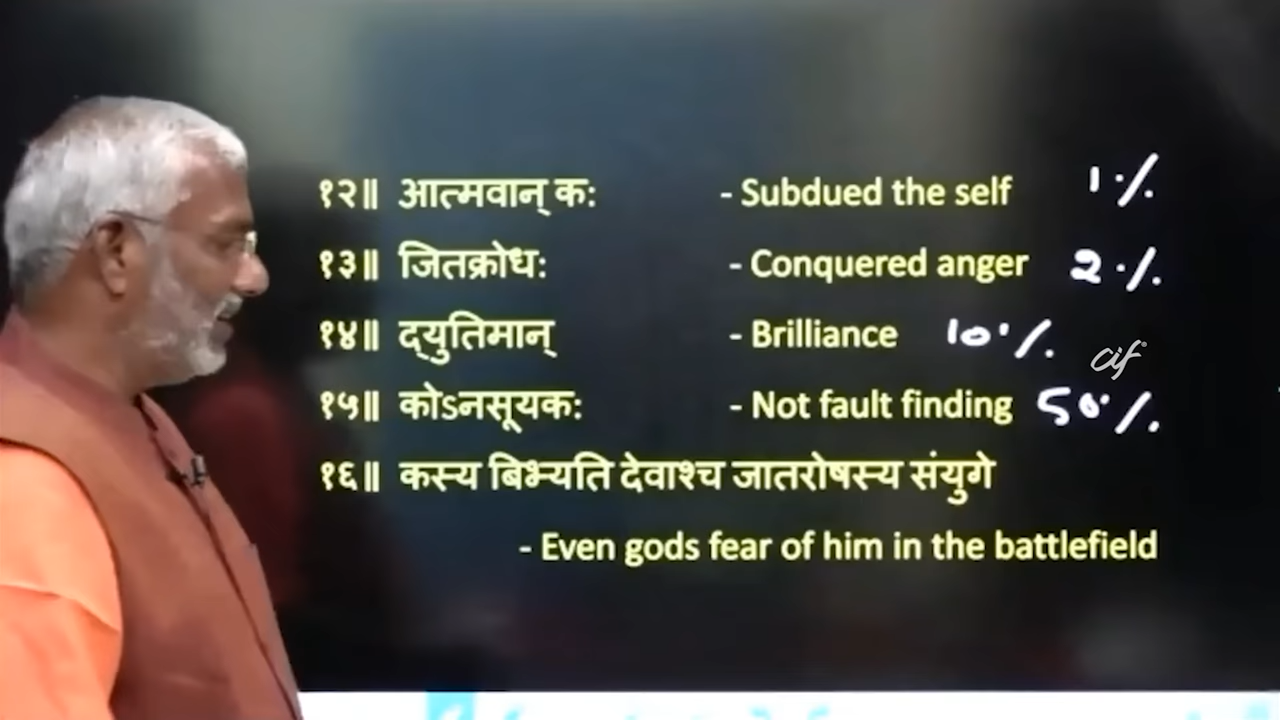 १२॥ आत्मवान् क: - Subdued the self 1%
१३॥ जितक्रोध: - Conquered anger 2%
१४॥ द्युतिमान् - Brilliance 10%
cif
१५॥ कोऽनसूयक: - Not fault finding 50%
१६॥ कस्य बिभ्यति देवाश्च जातरोषस्य संयुगे
- Even gods fear of him in the battlefield